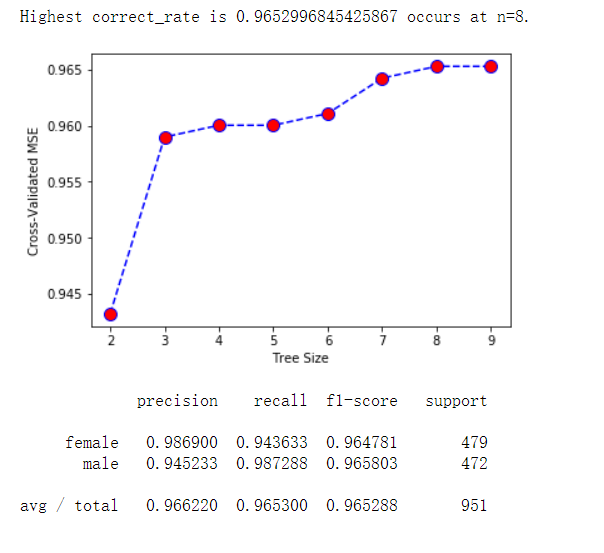 Highest correct_rate is 0.9652996845425867 occurs at n=8.
0.965
0.960
0.955
0.950
0.945
Cross-Validated MSE
2 3 4 5 6 7 8 9
Tree Size
precision recall f1-score support
female 0.986900 0.943633 0.964781 479
male 0.945233 0.987288 0.965803 472
avg / total 0.966220 0.965300 0.965288 951